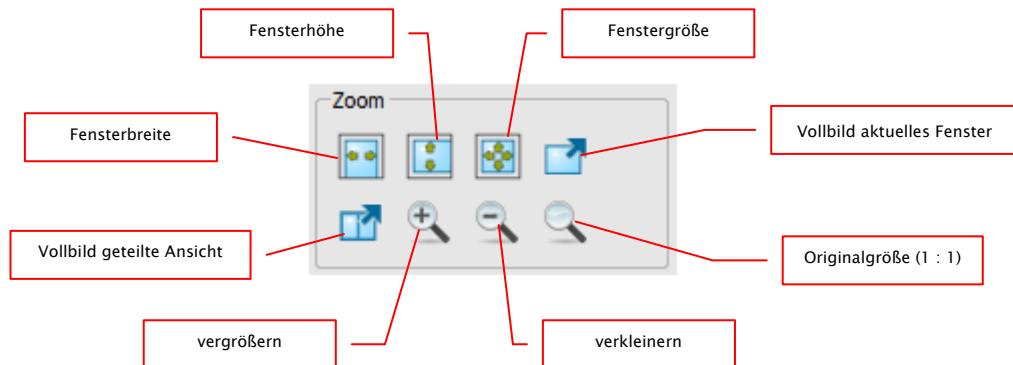 Fensterhöhe
Fenstergröße
Zoom
Fensterbreite
Vollbild aktuelles Fenster
Vollbild geteilte Ansicht
Originalgröße (1 : 1)
vergrößern
verkleinern